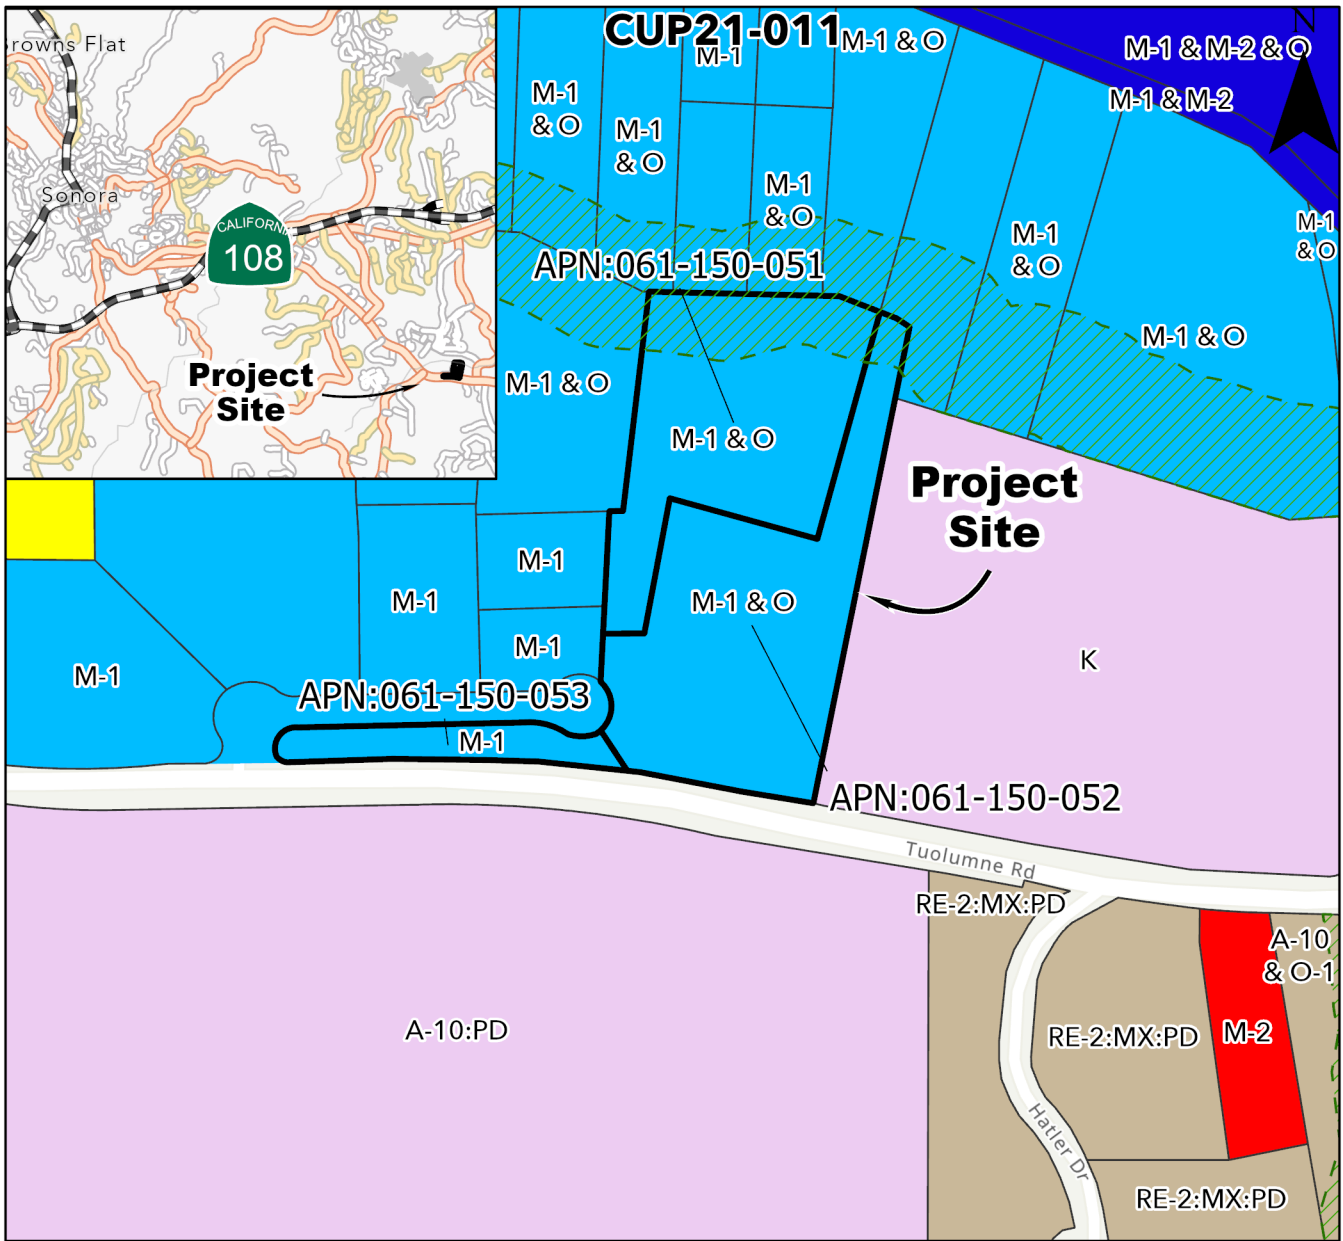 CUP21-011
rowns Flat
Sonora
CALIFORNIA
108
Project
Site
M-1 & O
M-1
M-1 & M-2 & O
N
M-1 & M-2
M-1
& O
M-1
& O
M-1
& O
M-1
& O
M-1
& O
APN:061-150-051
M-1 & O
M-1 & O
M-1 & O
Project
Site
M-1
M-1
M-1 & O
M-1
M-1
K
APN:061-150-053
M-1
APN:061-150-052
Tuolumne Rd
RE-2:MX:PD
A-10
& O-1
A-10:PD
RE-2:MX:PD
M-2
Hatler Dr
RE-2:MX:PD